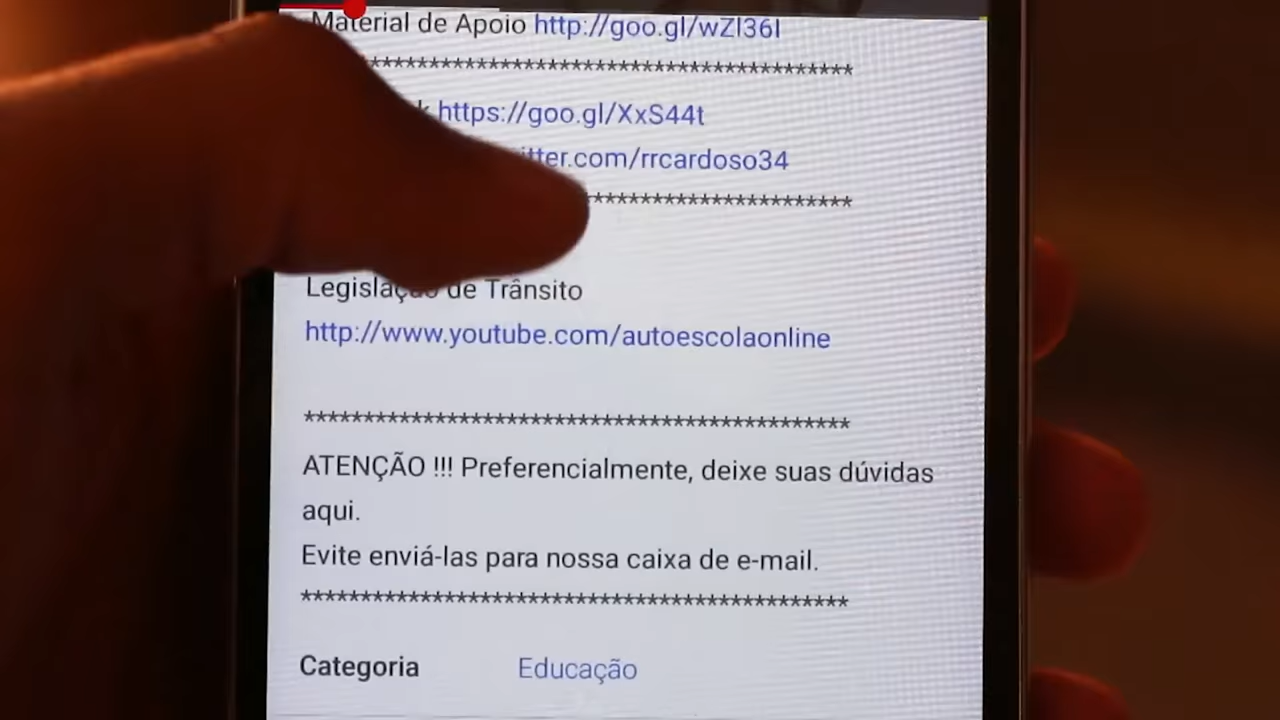 Material de Apoio http://goo.gl/wZl36l
****************************************
https://goo.gl/XxS44t
itter.com/rrcardoso34
**********************
Legislação de Trânsito
http://www.youtube.com/autoescolaonline
**********************************************
ATENÇÃO !!! Preferencialmente, deixe suas dúvidas
aqui.
Evite enviá-las para nossa caixa de e-mail.
**********************************************
Categoria Educação